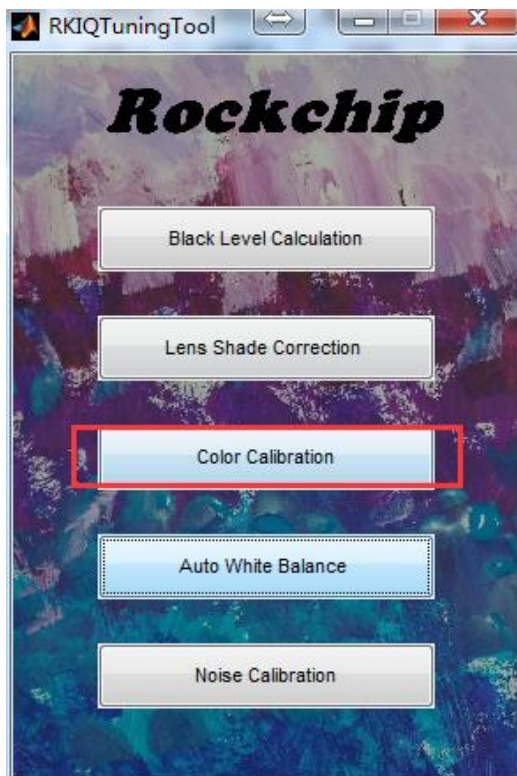 RKIQTuningTool
Rockchip
Black Level Calculation
Lens Shade Correction
Color Calibration
Auto White Balance
Noise Calibration